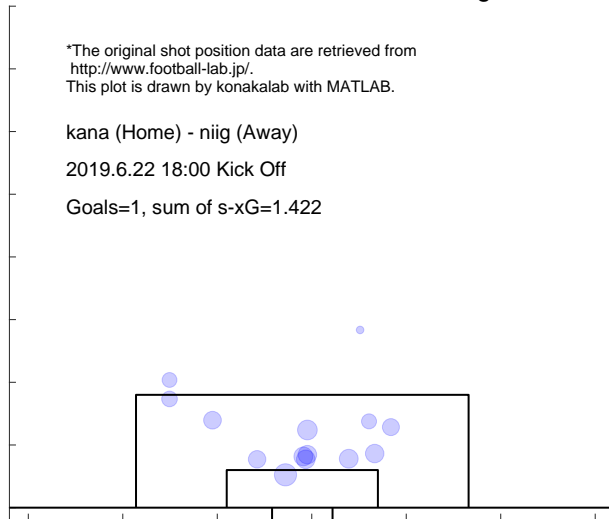 *The original shot position data are retrieved from
http://www.football-lab.jp/.
This plot is drawn by konakalab with MATLAB.
kana (Home) - niig (Away)
2019.6.22 18:00 Kick Off
Goals=1, sum of s-xG=1.422